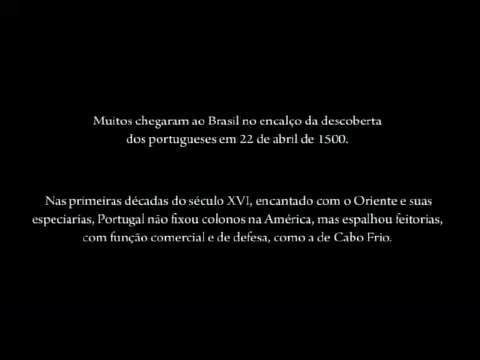 Muitos chegaram ao Brasil no encalço da descoberta
dos portugueses em 22 de abril de 1500.
Nas primeiras décadas do século XVI, encantado com o Oriente e suas
especiarias, Portugal não fixou colonos na América, mas espalhou feitorias,
com função comercial e de defesa, como a de Cabo Frio.